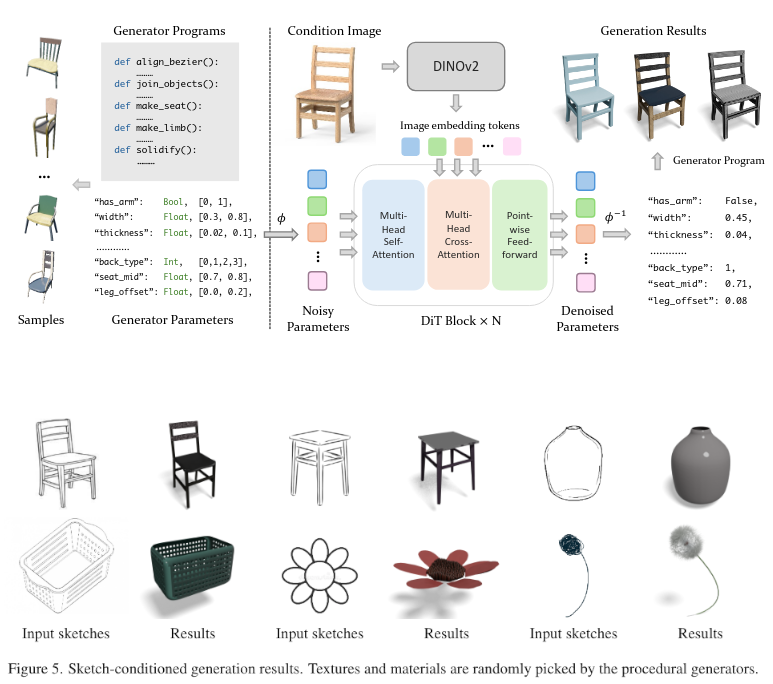 Generator Programs
def align_bezier():
………
def join_objects():
………
def make_seat():
………
def make_limb():
………
def solidify():
………
...
“has_arm”: Bool, [0, 1],
“width”: Float, [0.3, 0.8],
“thickness”: Float, [0.02, 0.1],
…………
“back_type”: Int, [0,1,2,3],
“seat_mid”: Float, [0.7, 0.8],
“leg_offset”: Float, [0.0, 0.2],
Samples
Generator Parameters
Condition Image
DINOv2
Image embedding tokens
...
ϕ
Multi-
Head
Self-
Attention
Multi-
Head
Cross-
Attention
Point-
wise
Feed-
forward
Noisy
Parameters
DiT Block × N
Denoised
Parameters
ϕ⁻¹
Generation Results
Generator Program
“has_arm”: False,
“width”: 0.45,
“thickness”: 0.04,
…………
“back_type”: 1,
“seat_mid”: 0.71,
“leg_offset”: 0.08
Input sketches
Results
Input sketches
Results
Input sketches
Results
Figure 5. Sketch-conditioned generation results. Textures and materials are randomly picked by the procedural generators.